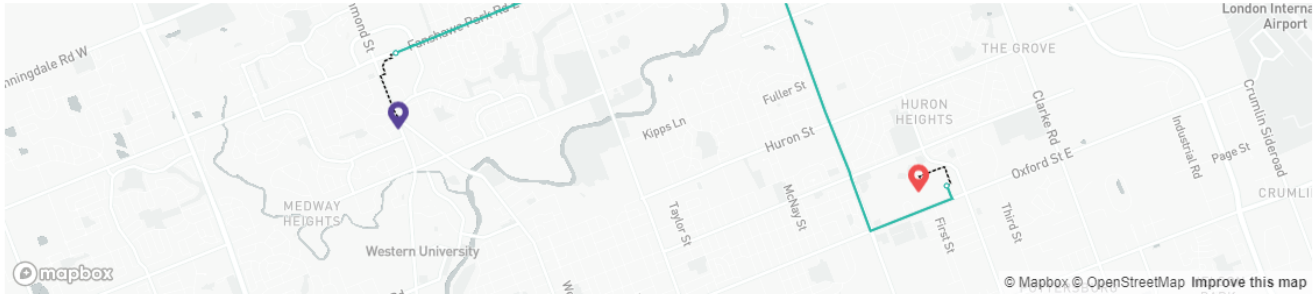 London Interna
Airport
Fanshawe Park Rd E
mond St
nningdale Rd W
THE GROVE
Fuller St
Clarke Rd
Crumlin Sideroad
HURON
HEIGHTS
Kipps Ln
Huron St
Industrial Rd
Page St
Oxford St E
CRUMLIN
McNay St
MEDWAY
HEIGHTS
Taylor St
First St
Third St
Western University
mapbox
© Mapbox © OpenStreetMap Improve this map